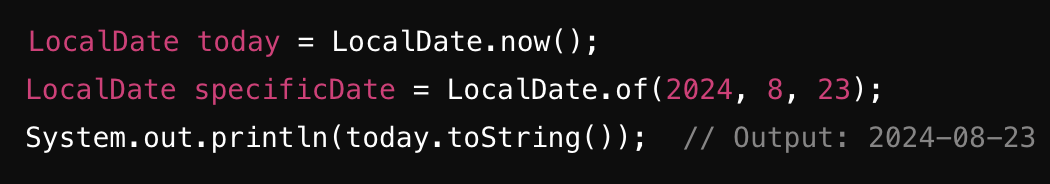 LocalDate today = LocalDate.now();
LocalDate specificDate = LocalDate.of(2024, 8, 23);
System.out.println(today.toString());  // Output: 2024-08-23